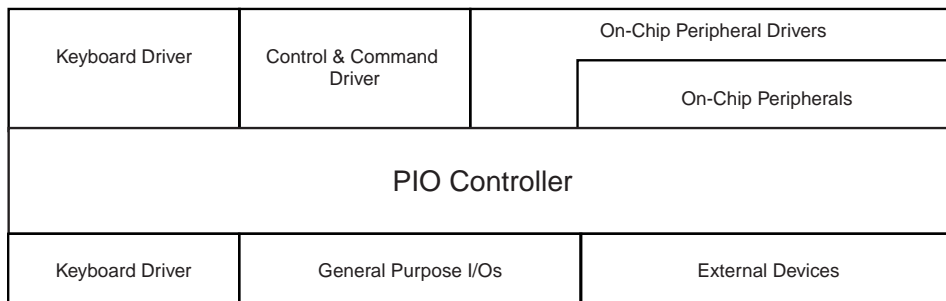 On-Chip Peripheral Drivers
Keyboard Driver
Control & Command
Driver
On-Chip Peripherals
PIO Controller
Keyboard Driver
General Purpose I/Os
External Devices